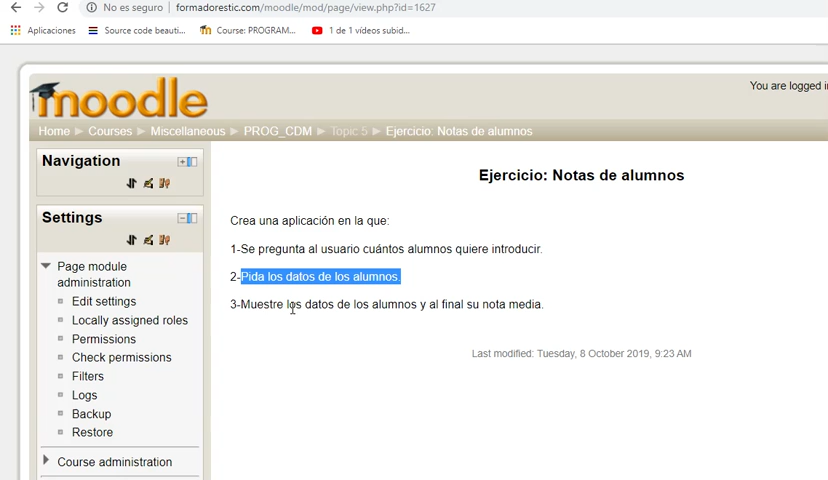 No es seguro | formadorestic.com/moodle/mod/page/view.php?id=1627
Aplicaciones Source code beauti... Course: PROGRAM... 1 de 1 vídeos subid...
moodle
You are logged i
Home ► Courses ► Miscellaneous ► PROG_CDM ► Topic 5 ► Ejercicio: Notas de alumnos
Navigation
Settings
Page module
administration
Edit settings
Locally assigned roles
Permissions
Check permissions
Filters
Logs
Backup
Restore
Course administration
Ejercicio: Notas de alumnos
Crea una aplicación en la que:
1-Se pregunta al usuario cuántos alumnos quiere introducir.
2-Pida los datos de los alumnos.
3-Muestre los datos de los alumnos y al final su nota media.
Last modified: Tuesday, 8 October 2019, 9:23 AM